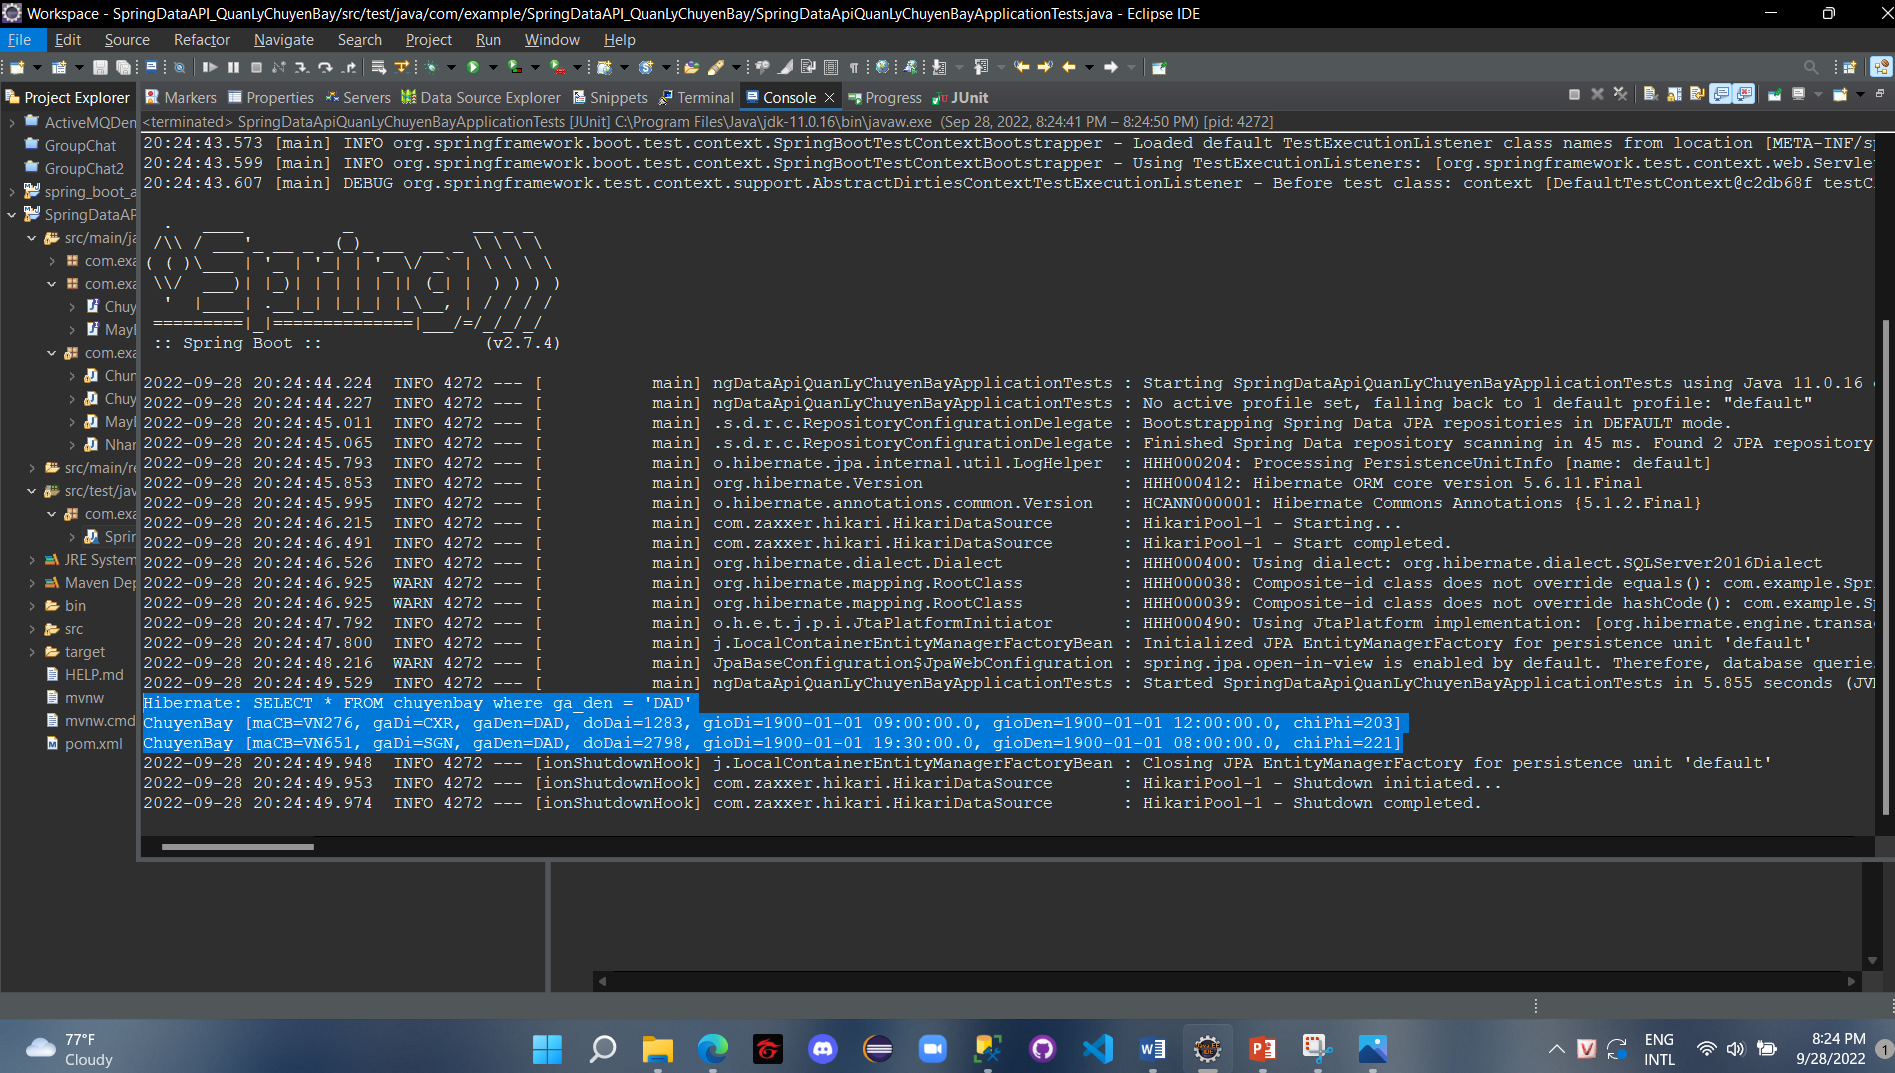 Workspace - SpringDataAPI_QuanLyChuyenBay/src/test/java/com/example/SpringDataAPI_QuanLyChuyenBay/SpringDataApiQuanLyChuyenBayApplicationTests.java - Eclipse IDE
File Edit Source Refactor Navigate Search Project Run Window Help
Project Explorer Markers Properties Servers Data Source Explorer Snippets Terminal Console Progress JUnit
<terminated> SpringDataApiQuanLyChuyenBayApplicationTests [JUnit] C:\Program Files\Java\jdk-11.0.16\bin\javaw.exe (Sep 28, 2022, 8:24:41 PM – 8:24:50 PM) [pid: 4272]
ActiveMQDen
GroupChat
GroupChat2
spring_boot_a
SpringDataAP
src/main/ja
com.exa
com.exa
Chuy
Mayl
com.exa
Chun
Chuy
Mayl
Nhar
src/main/re
src/test/jav
com.exa
Sprir
JRE System
Maven Dep
bin
src
target
HELP.md
mvnw
mvnw.cmd
pom.xml
20:24:43.573 [main] INFO org.springframework.boot.test.context.SpringBootTestContextBootstrapper - Loaded default TestExecutionListener class names from location [META-INF/sp
20:24:43.599 [main] INFO org.springframework.boot.test.context.SpringBootTestContextBootstrapper - Using TestExecutionListeners: [org.springframework.test.context.web.Servle
20:24:43.607 [main] DEBUG org.springframework.test.context.support.AbstractDirtiesContextTestExecutionListener - Before test class: context [DefaultTestContext@c2db68f testC
Spring
:: Spring Boot :: (v2.7.4)
2022-09-28 20:24:44.224 INFO 4272 --- [ main] ngDataApiQuanLyChuyenBayApplicationTests : Starting SpringDataApiQuanLyChuyenBayApplicationTests using Java 11.0.16 o
2022-09-28 20:24:44.227 INFO 4272 --- [ main] ngDataApiQuanLyChuyenBayApplicationTests : No active profile set, falling back to 1 default profile: "default"
2022-09-28 20:24:45.011 INFO 4272 --- [ main] .s.d.r.c.RepositoryConfigurationDelegate : Bootstrapping Spring Data JPA repositories in DEFAULT mode.
2022-09-28 20:24:45.065 INFO 4272 --- [ main] .s.d.r.c.RepositoryConfigurationDelegate : Finished Spring Data repository scanning in 45 ms. Found 2 JPA repository
2022-09-28 20:24:45.793 INFO 4272 --- [ main] o.hibernate.jpa.internal.util.LogHelper : HHH000204: Processing PersistenceUnitInfo [name: default]
2022-09-28 20:24:45.853 INFO 4272 --- [ main] org.hibernate.Version : HHH000412: Hibernate ORM core version 5.6.11.Final
2022-09-28 20:24:45.995 INFO 4272 --- [ main] o.hibernate.annotations.common.Version : HCANN000001: Hibernate Commons Annotations {5.1.2.Final}
2022-09-28 20:24:46.215 INFO 4272 --- [ main] com.zaxxer.hikari.HikariDataSource : HikariPool-1 - Starting...
2022-09-28 20:24:46.491 INFO 4272 --- [ main] com.zaxxer.hikari.HikariDataSource : HikariPool-1 - Start completed.
2022-09-28 20:24:46.526 INFO 4272 --- [ main] org.hibernate.dialect.Dialect : HHH000400: Using dialect: org.hibernate.dialect.SQLServer2016Dialect
2022-09-28 20:24:46.925 WARN 4272 --- [ main] org.hibernate.mapping.RootClass : HHH000038: Composite-id class does not override equals(): com.example.Spri
2022-09-28 20:24:46.925 WARN 4272 --- [ main] org.hibernate.mapping.RootClass : HHH000039: Composite-id class does not override hashCode(): com.example.Sp
2022-09-28 20:24:47.792 INFO 4272 --- [ main] o.h.e.t.j.p.i.JtaPlatformInitiator : HHH000490: Using JtaPlatform implementation: [org.hibernate.engine.transac
2022-09-28 20:24:47.800 INFO 4272 --- [ main] j.LocalContainerEntityManagerFactoryBean : Initialized JPA EntityManagerFactory for persistence unit 'default'
2022-09-28 20:24:48.216 WARN 4272 --- [ main] JpaBaseConfiguration$JpaWebConfiguration : spring.jpa.open-in-view is enabled by default. Therefore, database querie
2022-09-28 20:24:49.529 INFO 4272 --- [ main] ngDataApiQuanLyChuyenBayApplicationTests : Started SpringDataApiQuanLyChuyenBayApplicationTests in 5.855 seconds (JVM
Hibernate: SELECT * FROM chuyenbay where ga_den = 'DAD'
ChuyenBay [maCB=VN276, gaDi=CXR, gaDen=DAD, doDai=1283, gioDi=1900-01-01 09:00:00.0, gioDen=1900-01-01 12:00:00.0, chiPhi=203]
ChuyenBay [maCB=VN651, gaDi=SGN, gaDen=DAD, doDai=2798, gioDi=1900-01-01 19:30:00.0, gioDen=1900-01-01 08:00:00.0, chiPhi=221]
2022-09-28 20:24:49.948 INFO 4272 --- [ionShutdownHook] j.LocalContainerEntityManagerFactoryBean : Closing JPA EntityManagerFactory for persistence unit 'default'
2022-09-28 20:24:49.953 INFO 4272 --- [ionShutdownHook] com.zaxxer.hikari.HikariDataSource : HikariPool-1 - Shutdown initiated...
2022-09-28 20:24:49.974 INFO 4272 --- [ionShutdownHook] com.zaxxer.hikari.HikariDataSource : HikariPool-1 - Shutdown completed.
77°F
Cloudy
ENG
INTL
8:24 PM
9/28/2022
1